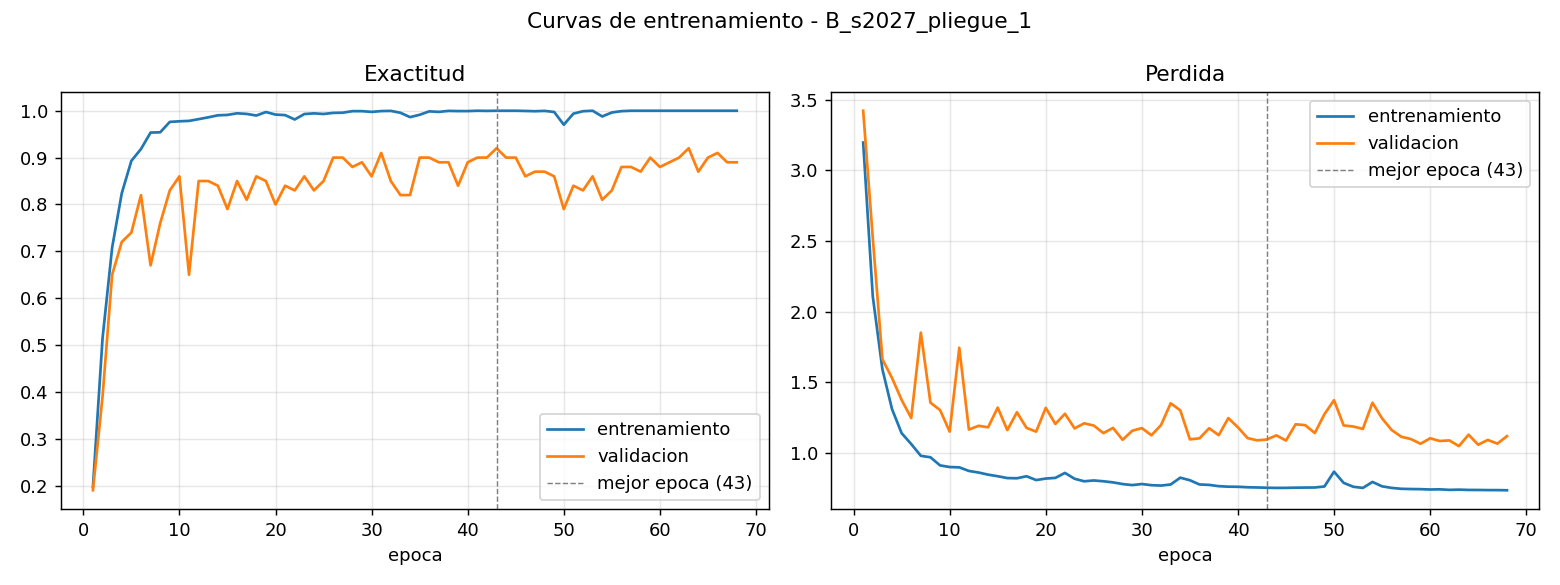 Curvas de entrenamiento - B_s2027_pliegue_1
Exactitud
1.0
0.9
0.8
0.7
0.6
0.5
0.4
0.3
0.2
0
10
20
30
40
50
60
70
epoca
entrenamiento
validacion
mejor epoca (43)
Perdida
3.5
3.0
2.5
2.0
1.5
1.0
0
10
20
30
40
50
60
70
epoca
entrenamiento
validacion
mejor epoca (43)